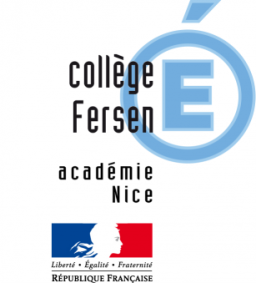 collège
Fersen
É
académie
Nice
Liberté • Égalité • Fraternité
RÉPUBLIQUE FRANÇAISE